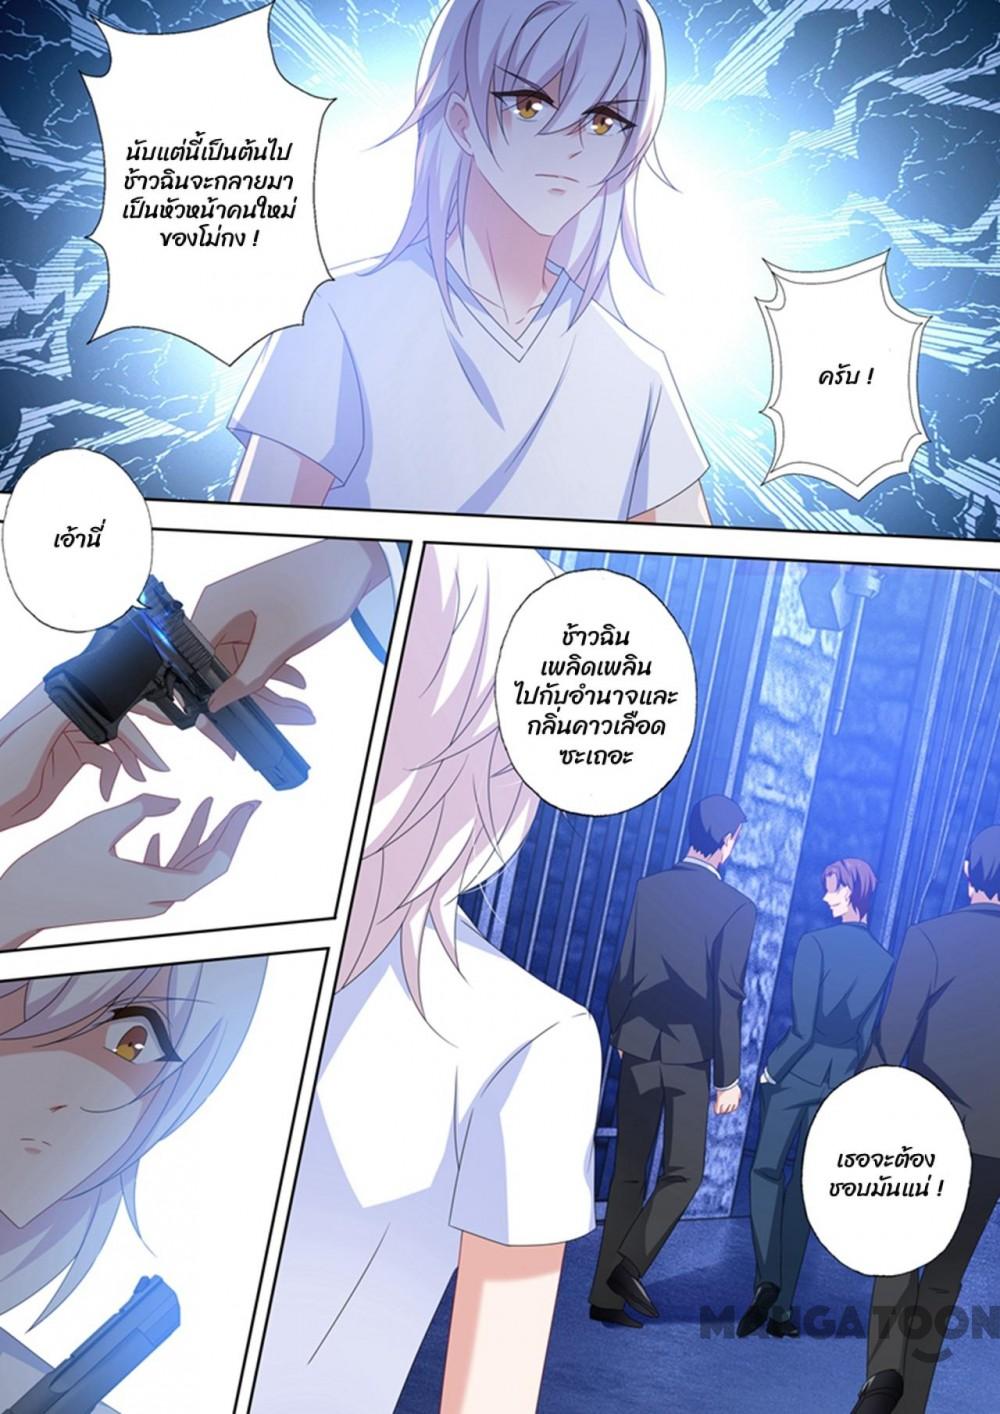 นับแต่นี้เป็นต้นไป
ช้าวฉินจะกลายมา
เป็นหัวหน้าคนใหม่
ของโม่กง !
ครับ !
เอ้านี่
ช้าวฉิน
เพลิดเพลิน
ไปกับอำนาจและ
กลิ่นคาวเลือด
ซะเถอะ
เธอจะต้อง
ชอบมันแน่ !
MANGATOON